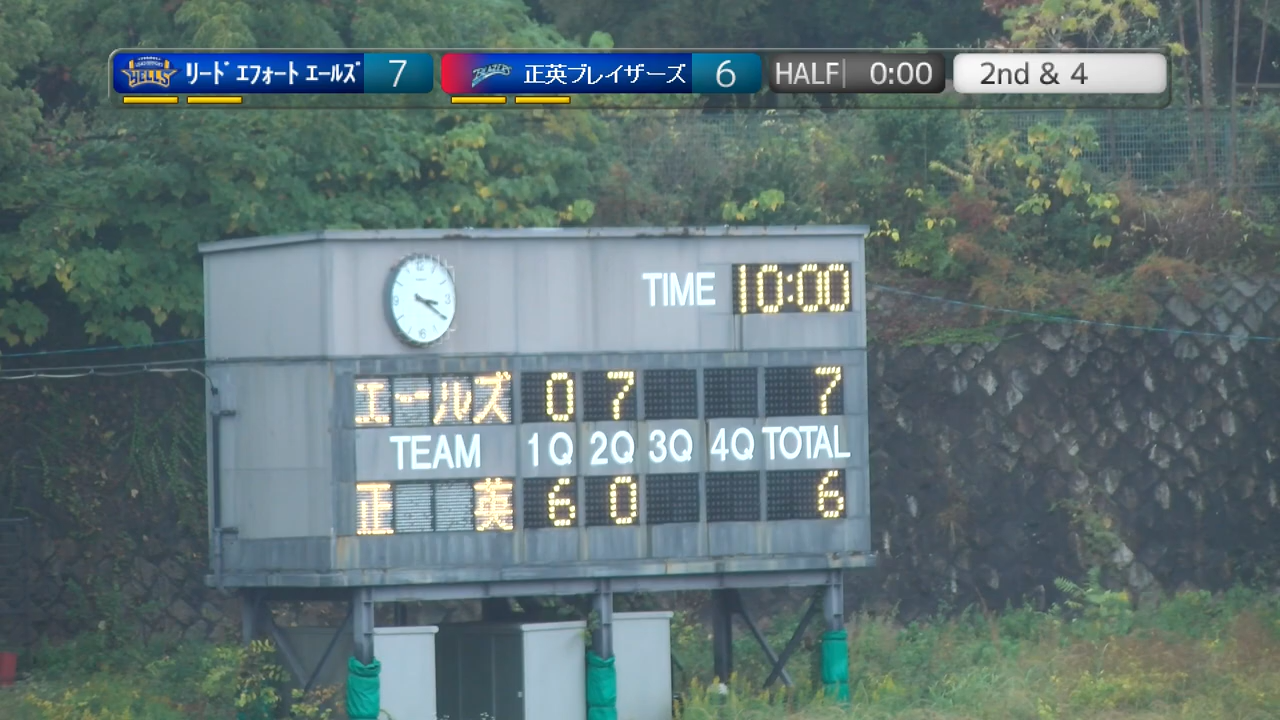 HELLS リード エフォート エールズ 7 BLAZERS 正英ブレイザーズ 6 HALF 0:00 2nd & 4
TIME 10:00
エールズ 0 7 7
TEAM 1Q 2Q 3Q 4Q TOTAL
正英 6 0 6